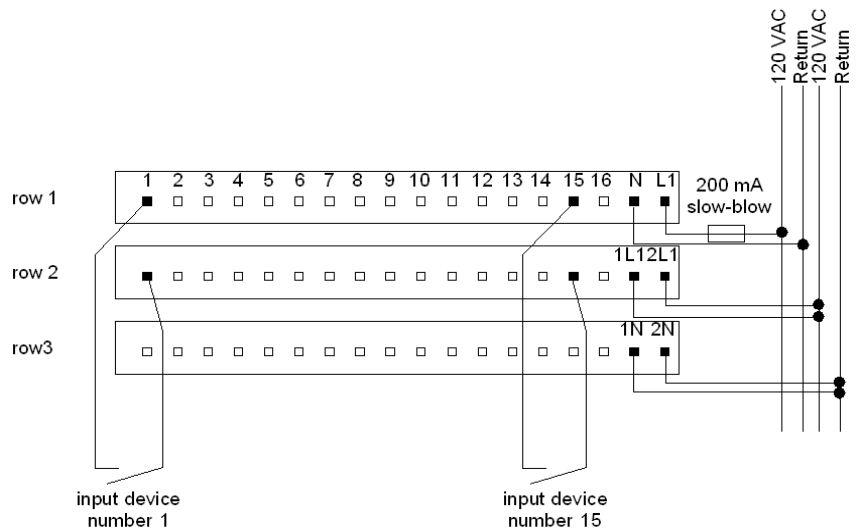 120 VAC
Return
120 VAC
Return
1 2 3 4 5 6 7 8 9 10 11 12 13 14 15 16 N L1
200 mA
slow-blow
row 1
row 2
1L1 2L1
row3
1N 2N
input device
number 1
input device
number 15